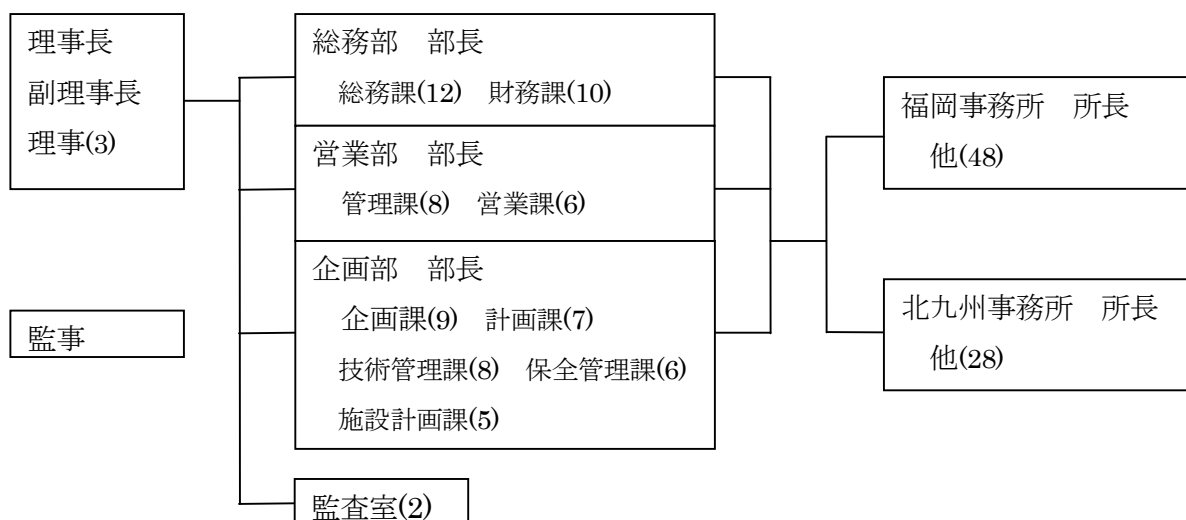 理事長
副理事長
理事(3)
監事
総務部　部長
総務課(12)　財務課(10)
営業部　部長
管理課(8)　営業課(6)
企画部　部長
企画課(9)　計画課(7)
技術管理課(8)　保全管理課(6)
施設計画課(5)
監査室(2)
福岡事務所　所長
他(48)
北九州事務所　所長
他(28)